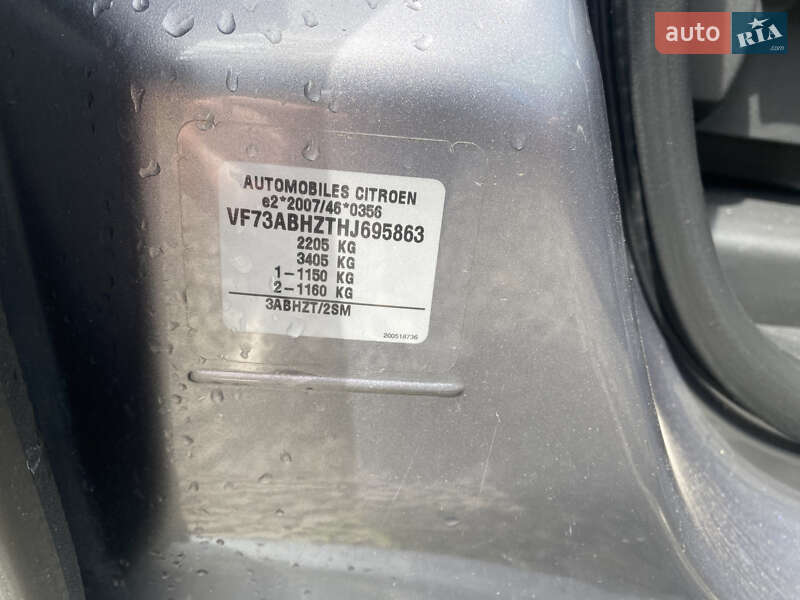 auto RIA.com
AUTOMOBILES CITROEN
e2*2007/46*0356
VF73ABHZTHJ695863
2205 KG
3405 KG
1-1150 KG
2-1160 KG
3ABHZT/2SM
200518736